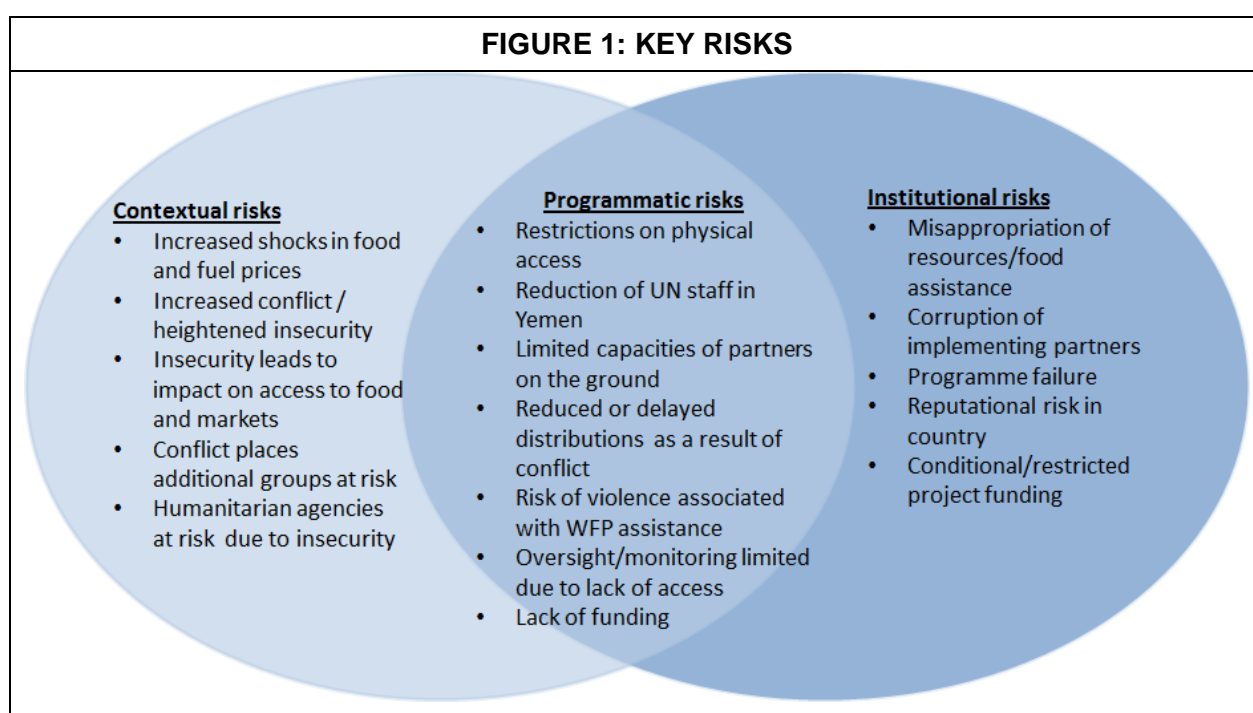 FIGURE 1: KEY RISKS
Contextual risks
• Increased shocks in food
and fuel prices
• Increased conflict /
heightened insecurity
• Insecurity leads to
impact on access to food
and markets
• Conflict places
additional groups at risk
• Humanitarian agencies
at risk due to insecurity
Programmatic risks
• Restrictions on physical
access
• Reduction of UN staff in
Yemen
• Limited capacities of partners
on the ground
• Reduced or delayed
distributions as a result of
conflict
• Risk of violence associated
with WFP assistance
• Oversight/monitoring limited
due to lack of access
• Lack of funding
Institutional risks
• Misappropriation of
resources/food
assistance
• Corruption of
implementing partners
• Programme failure
• Reputational risk in
country
• Conditional/restricted
project funding